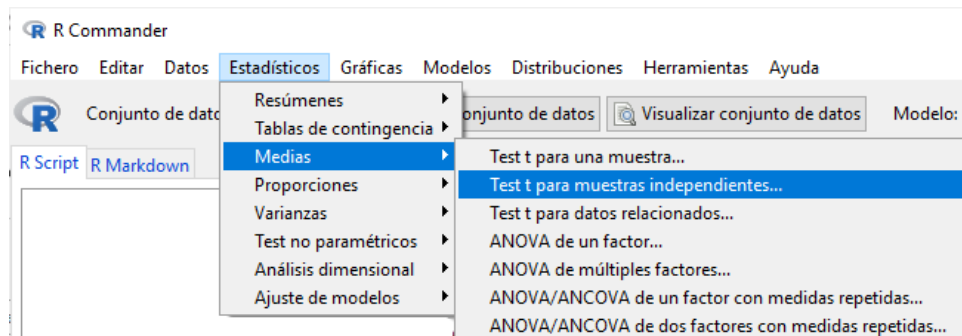 R Commander
Fichero Editar Datos Estadísticos Gráficas Modelos Distribuciones Herramientas Ayuda
Conjunto de datos Visualizar conjunto de datos Modelo:
R Script R Markdown
Resúmenes
Tablas de contingencia
Medias
Proporciones
Varianzas
Test no paramétricos
Análisis dimensional
Ajuste de modelos
Test t para una muestra...
Test t para muestras independientes...
Test t para datos relacionados...
ANOVA de un factor...
ANOVA de múltiples factores...
ANOVA/ANCOVA de un factor con medidas repetidas...
ANOVA/ANCOVA de dos factores con medidas repetidas...